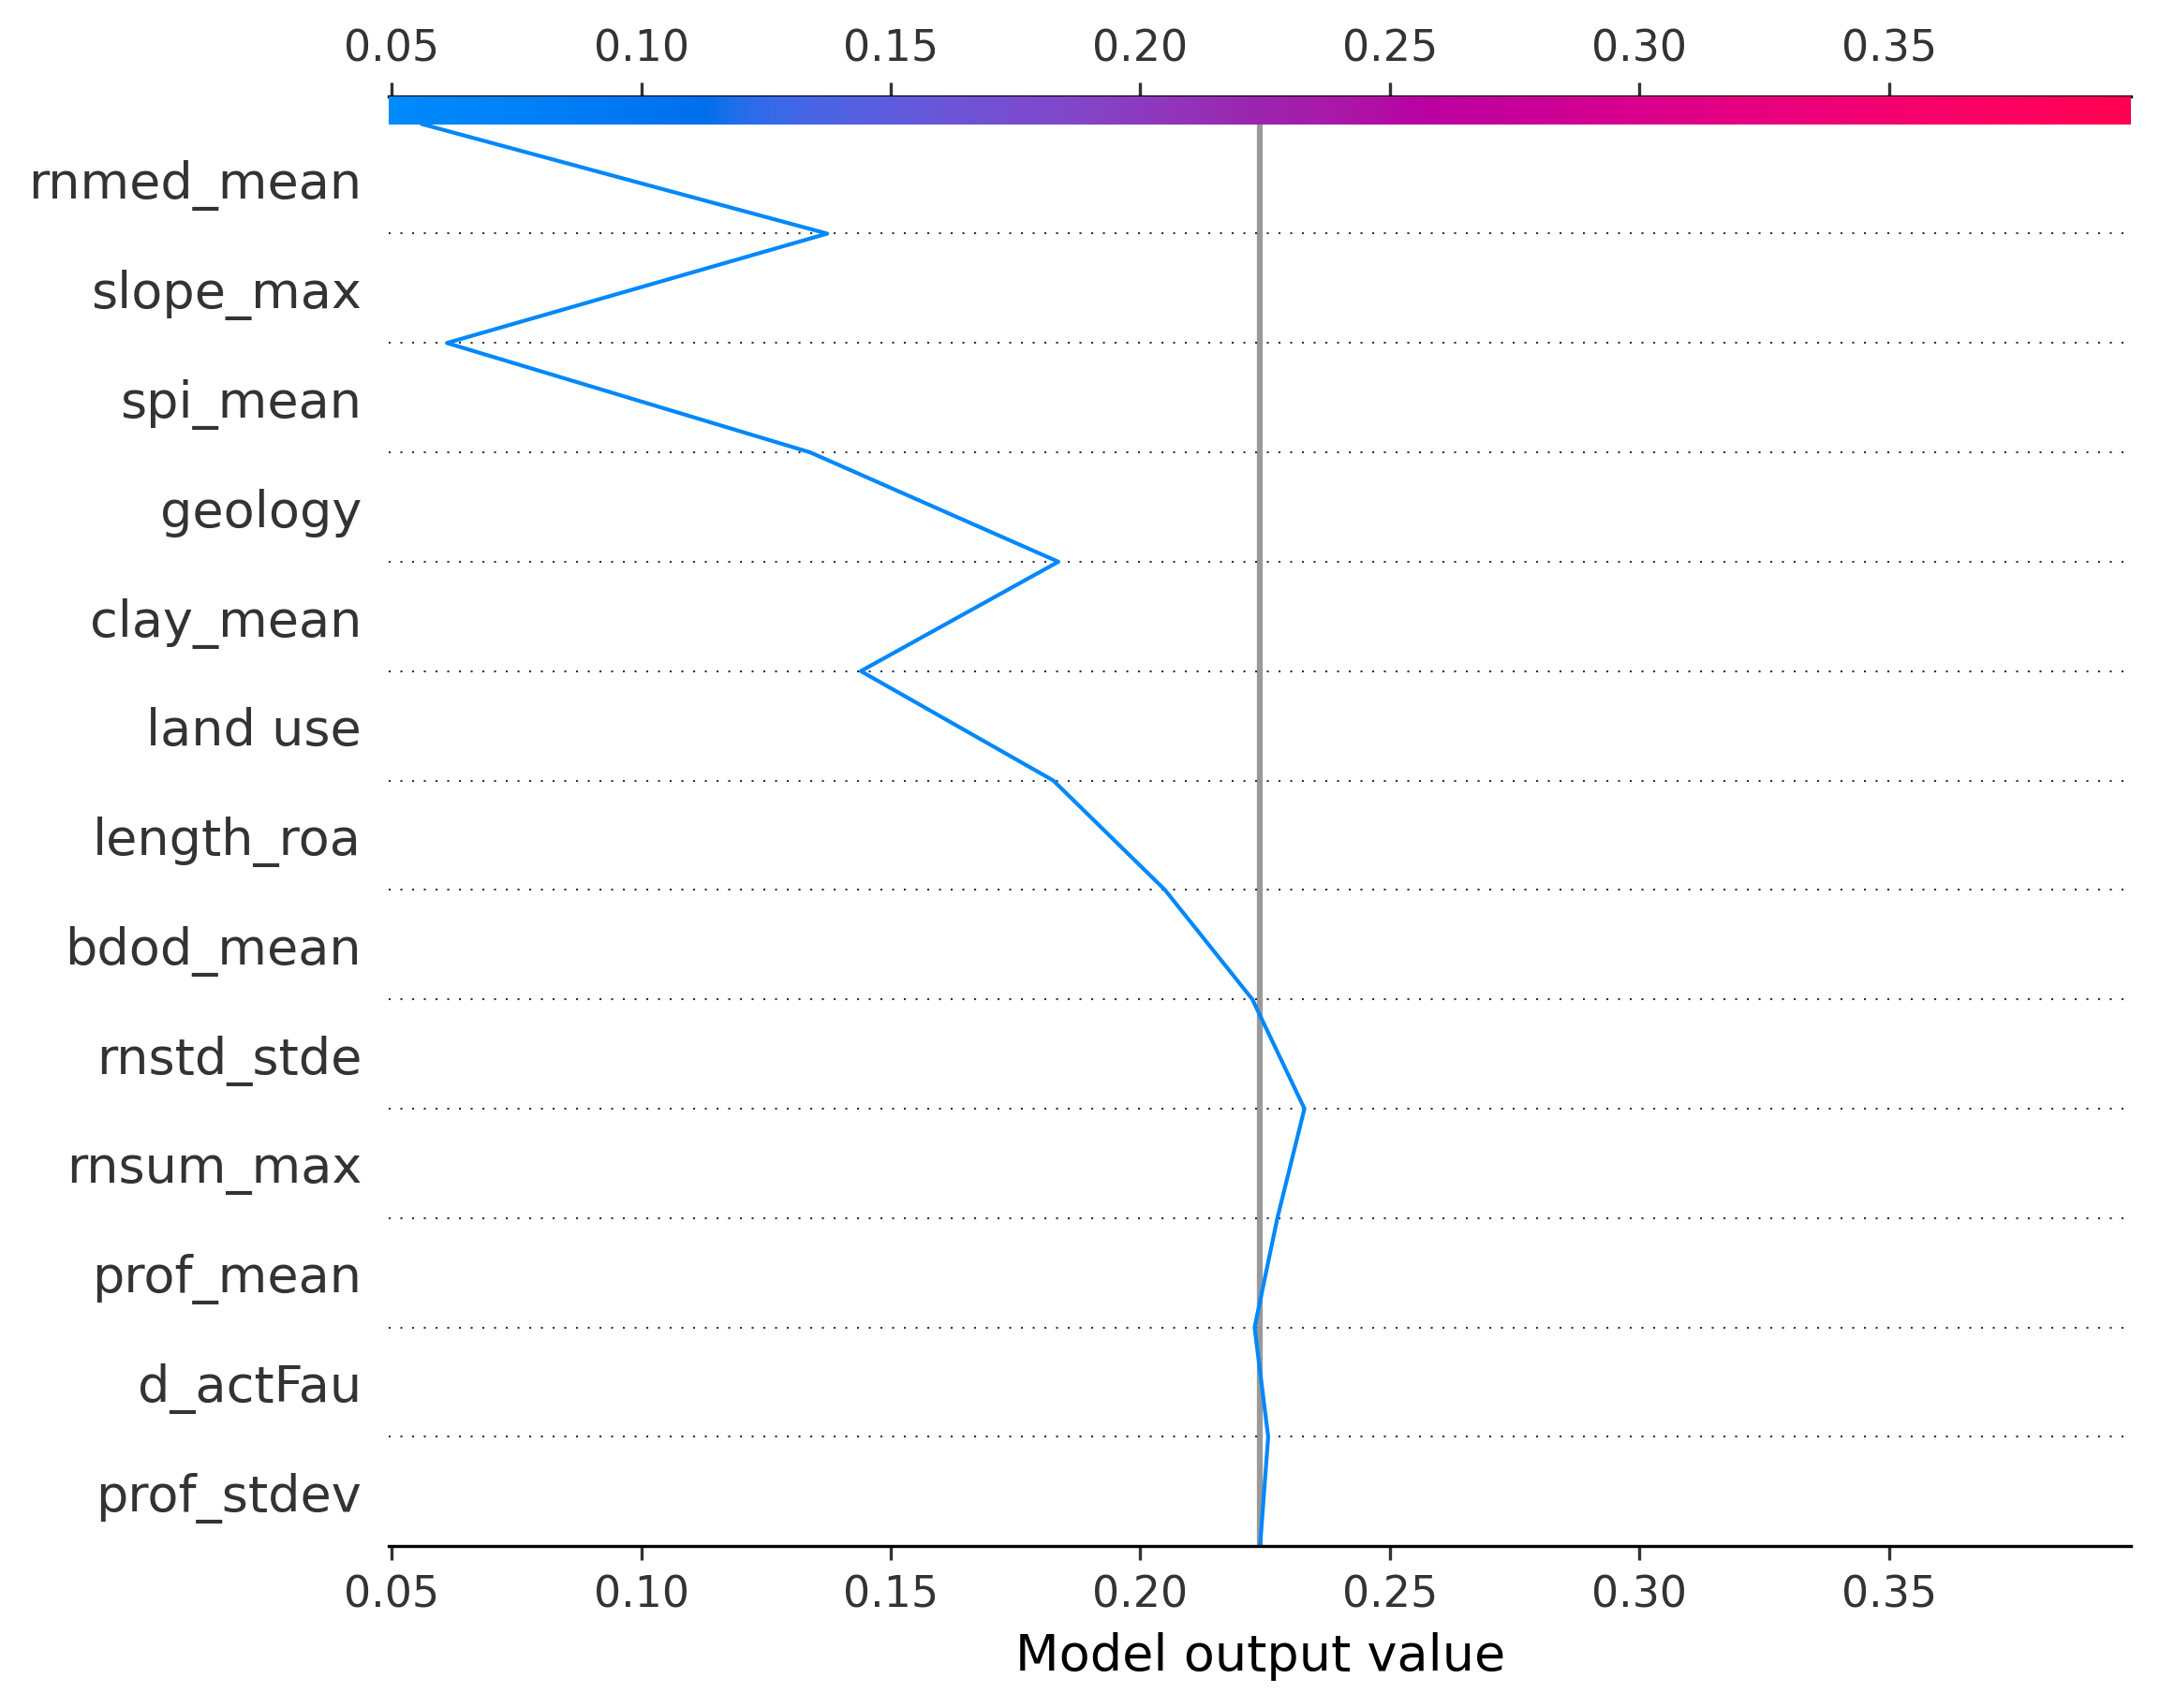 0.05 0.10 0.15 0.20 0.25 0.30 0.35
rnmed_mean
slope_max
spi_mean
geology
clay_mean
land use
length_roa
bdod_mean
rnstd_stde
rnsum_max
prof_mean
d_actFau
prof_stdev
0.05 0.10 0.15 0.20 0.25 0.30 0.35
Model output value